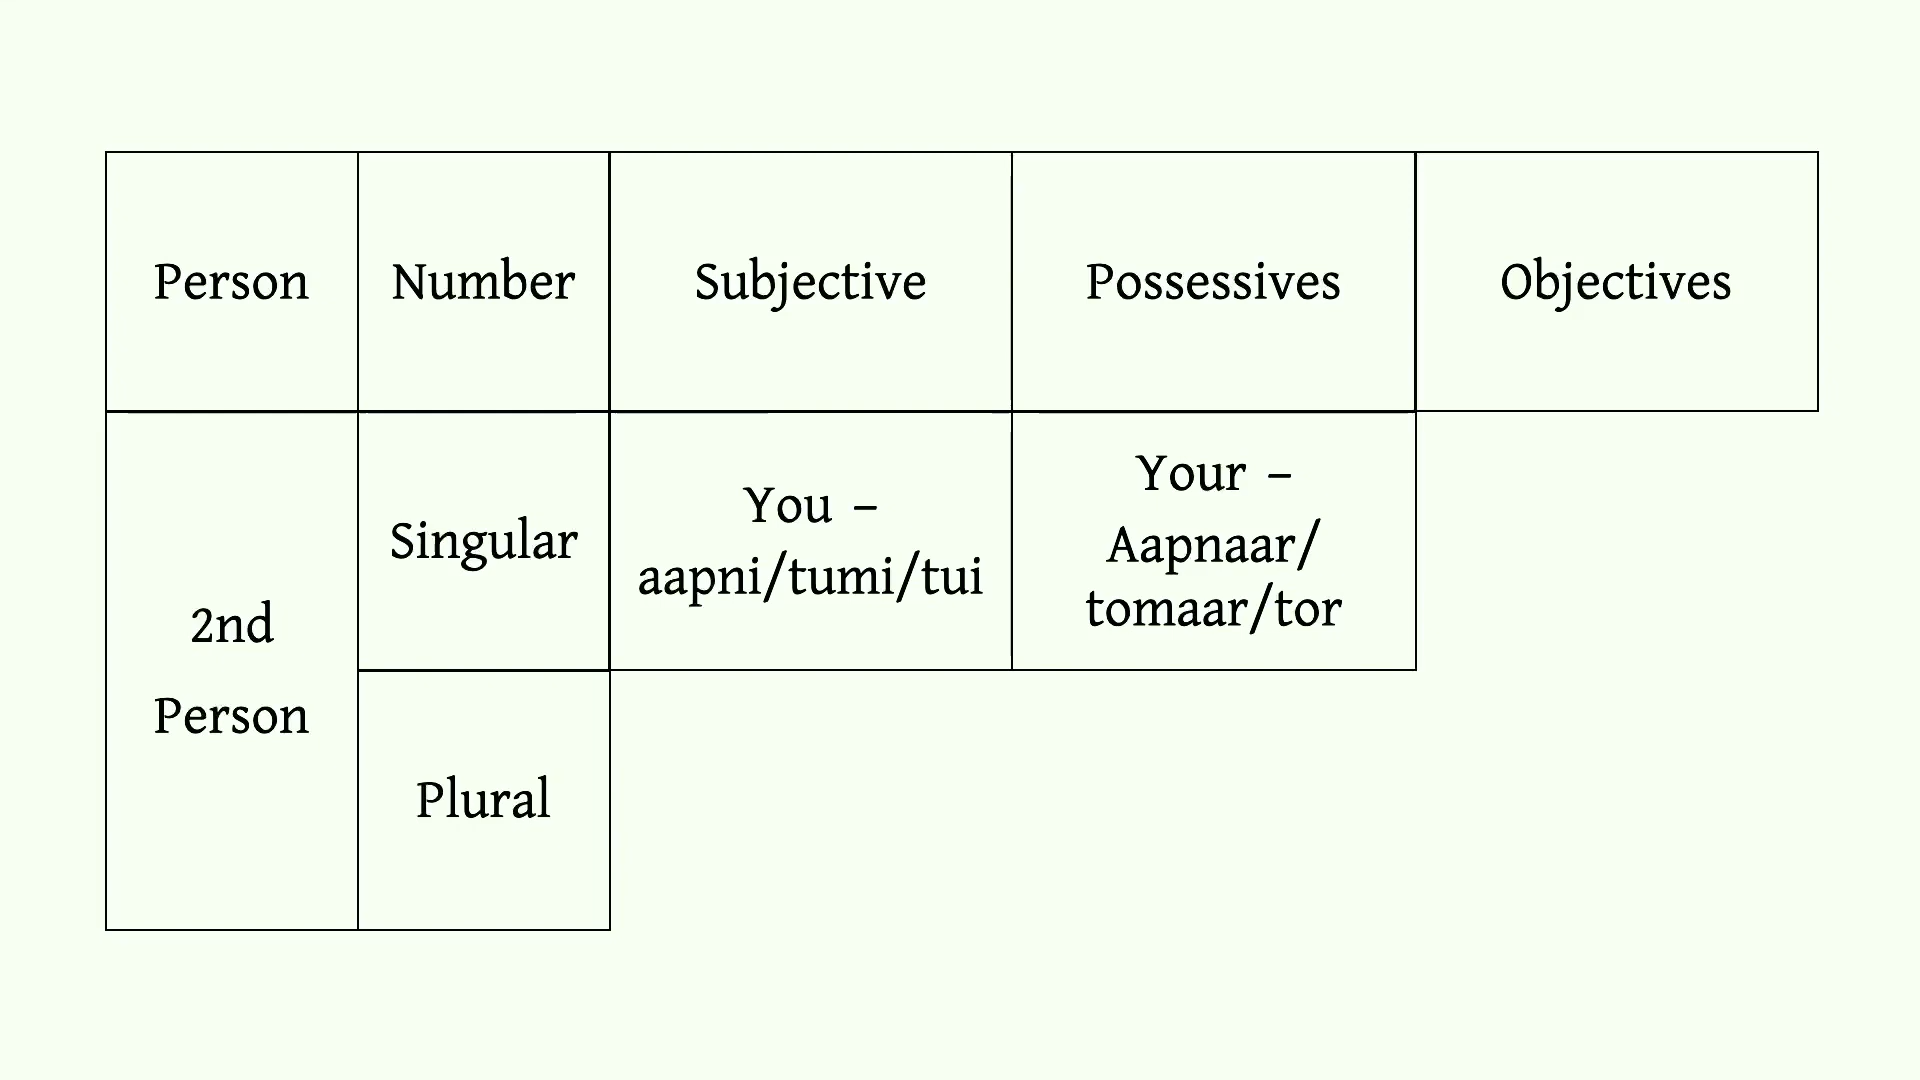 Person Number Subjective Possessives Objectives
2nd
Person
Singular
You –
aapni/tumi/tui
Your –
Aapnaar/
tomaar/tor
Plural